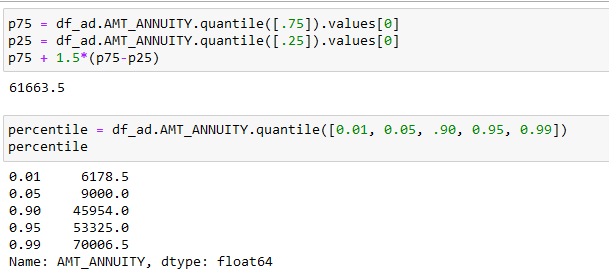 p75 = df_ad.AMT_ANNUITY.quantile([.75]).values[0]
p25 = df_ad.AMT_ANNUITY.quantile([.25]).values[0]
p75 + 1.5*(p75-p25)
61663.5
percentile = df_ad.AMT_ANNUITY.quantile([0.01, 0.05, .90, 0.95, 0.99])
percentile
0.01     6178.5
0.05     9000.0
0.90    45954.0
0.95    53325.0
0.99    70006.5
Name: AMT_ANNUITY, dtype: float64